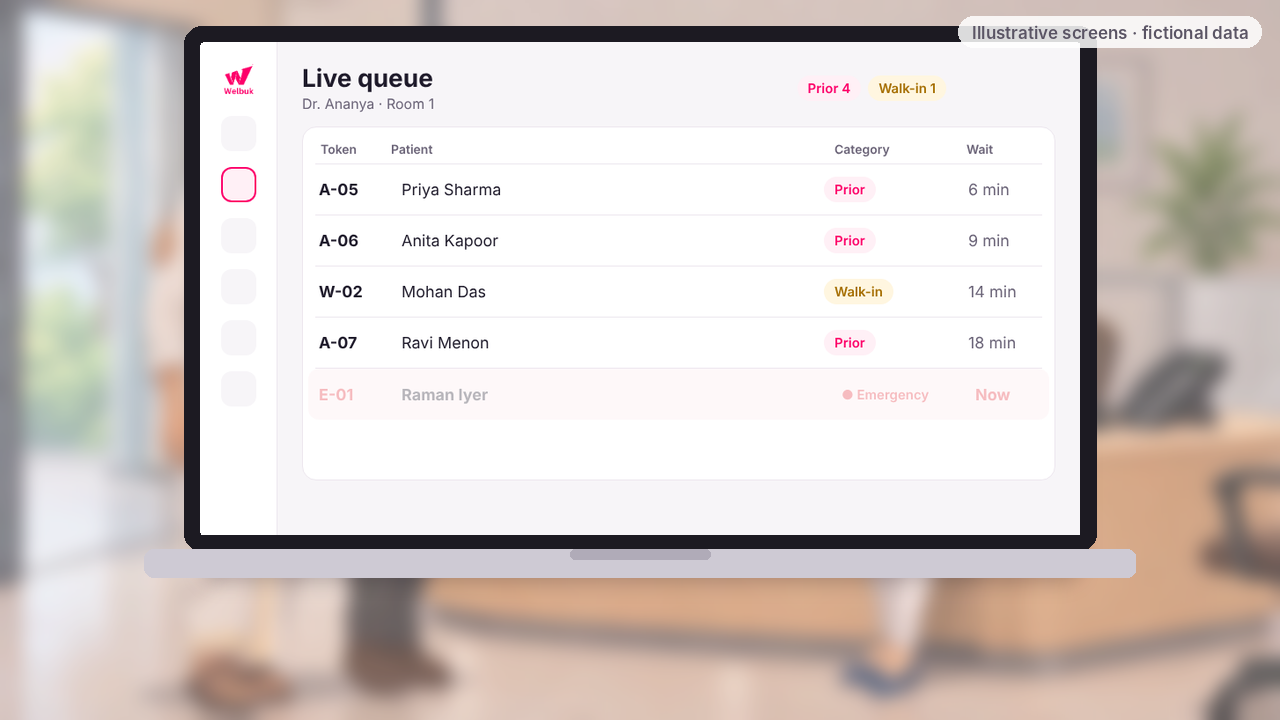 Illustrative screens · fictional data
Welbuk
Live queue
Dr. Ananya · Room 1
Prior 4
Walk-in 1
Token Patient Category Wait
A-05 Priya Sharma Prior 6 min
A-06 Anita Kapoor Prior 9 min
W-02 Mohan Das Walk-in 14 min
A-07 Ravi Menon Prior 18 min
E-01 Raman Iyer Emergency Now